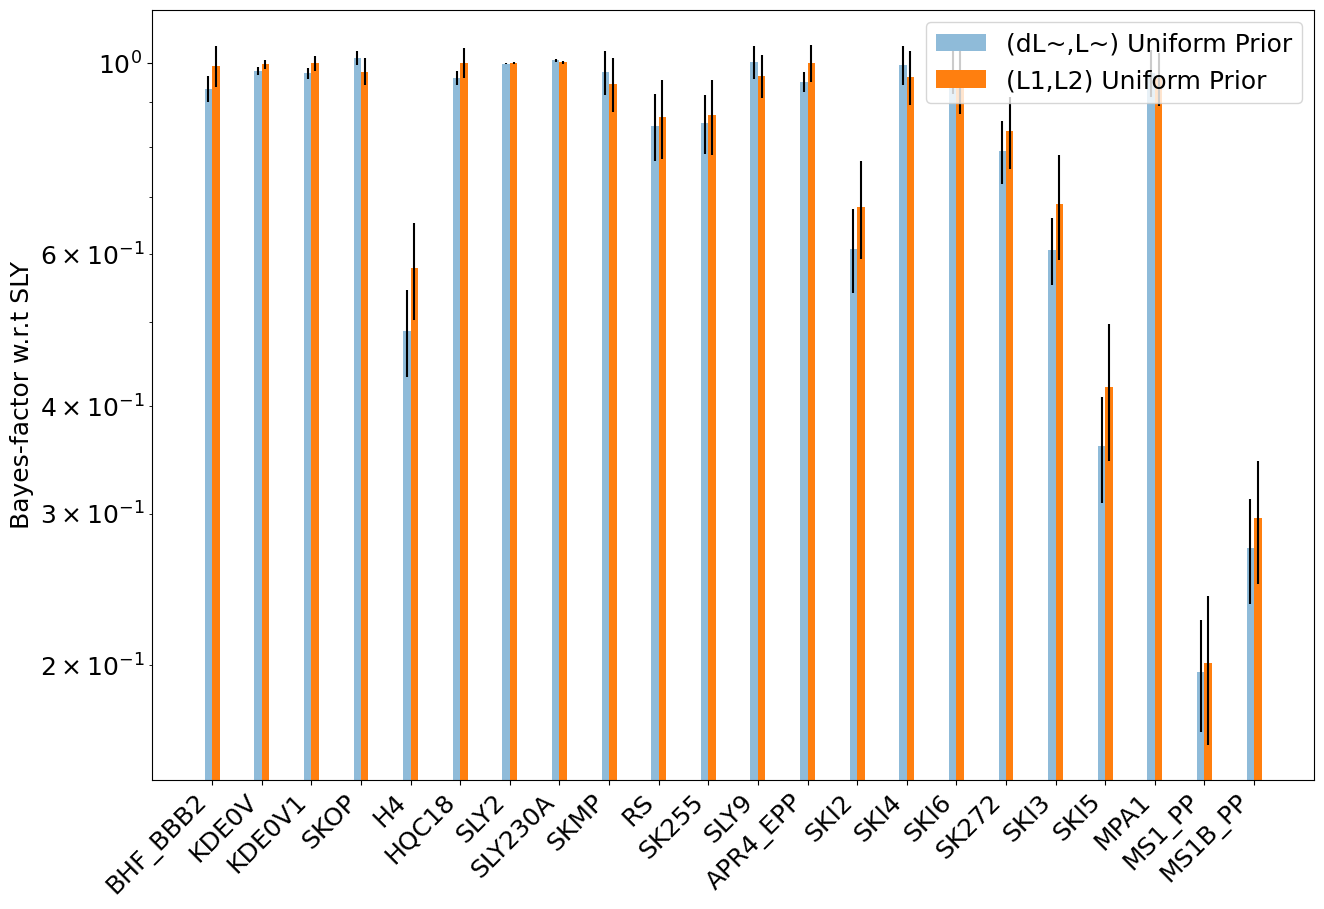 Bayes-factor w.r.t SLY
10⁰
6 × 10⁻¹
4 × 10⁻¹
3 × 10⁻¹
2 × 10⁻¹
(dL~,L~) Uniform Prior
(L1,L2) Uniform Prior
BHF_BBB2
KDE0V
KDE0V1
SKOP
H4
HQC18
SLY2
SLY230A
SKMP
RS
SK255
SLY9
APR4_EPP
SKI2
SKI4
SKI6
SK272
SKI3
SKI5
MPA1
MS1_PP
MS1B_PP